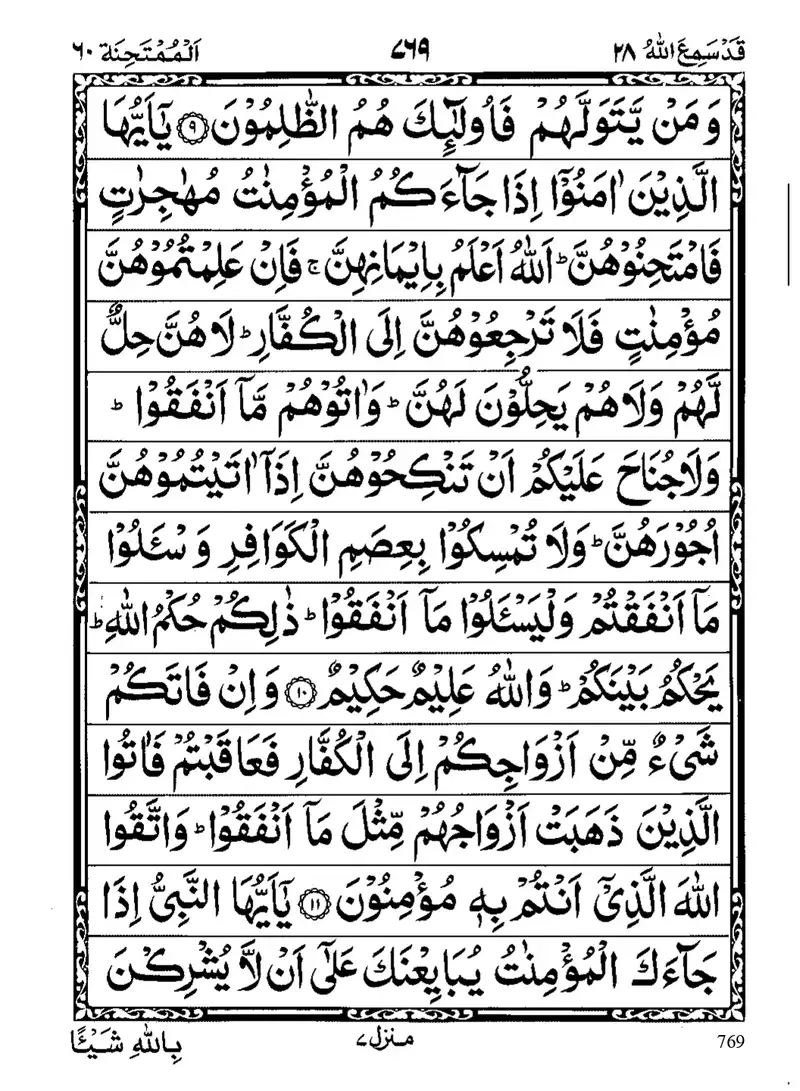 قَدۡ سَمِعَ اللّٰهُ ٢٨
٧٦٩
اَلۡمُمۡتَحِنَة ٦٠
وَمَنۡ يَّتَوَلَّهُمۡ فَاُولٰٓئِكَ هُمُ الظّٰلِمُوۡنَ ﴿٩﴾ يٰۤاَيُّهَا
الَّذِيۡنَ اٰمَنُوۡۤا اِذَا جَآءَكُمُ الۡمُؤۡمِنٰتُ مُهٰجِرٰتٍ
فَامۡتَحِنُوۡهُنَّ ؕ اَللّٰهُ اَعۡلَمُ بِاِيۡمَانِهِنَّ ۚ فَاِنۡ عَلِمۡتُمُوۡهُنَّ
مُؤۡمِنٰتٍ فَلَا تَرۡجِعُوۡهُنَّ اِلَى الۡكُفَّارِ ؕ لَا هُنَّ حِلٌّ
لَّهُمۡ وَلَا هُمۡ يَحِلُّوۡنَ لَهُنَّ ؕ وَاٰتُوۡهُمۡ مَّاۤ اَنۡفَقُوۡا ؕ
وَلَا جُنَاحَ عَلَيۡكُمۡ اَنۡ تَنۡكِحُوۡهُنَّ اِذَاۤ اٰتَيۡتُمُوۡهُنَّ
اُجُوۡرَهُنَّ ؕ وَلَا تُمۡسِكُوۡا بِعِصَمِ الۡكَوَافِرِ وَسۡـَٔلُوۡا
مَاۤ اَنۡفَقۡتُمۡ وَلۡيَسۡـَٔلُوۡا مَاۤ اَنۡفَقُوۡا ؕ ذٰلِكُمۡ حُكۡمُ اللّٰهِ ؕ
يَحۡكُمُ بَيۡنَكُمۡ ؕ وَاللّٰهُ عَلِيۡمٌ حَكِيۡمٌ ﴿١٠﴾ وَاِنۡ فَاتَكُمۡ
شَىۡءٌ مِّنۡ اَزۡوَاجِكُمۡ اِلَى الۡكُفَّارِ فَعَاقَبۡتُمۡ فَاٰتُوا
الَّذِيۡنَ ذَهَبَتۡ اَزۡوَاجُهُمۡ مِّثۡلَ مَاۤ اَنۡفَقُوۡا ؕ وَاتَّقُوا
اللّٰهَ الَّذِىۡۤ اَنۡتُمۡ بِهٖ مُؤۡمِنُوۡنَ ﴿١١﴾ يٰۤاَيُّهَا النَّبِىُّ اِذَا
جَآءَكَ الۡمُؤۡمِنٰتُ يُبَايِعۡنَكَ عَلٰٓى اَنۡ لَّا يُشۡرِكۡنَ
بِاللّٰهِ شَيۡـًٔا
منزل ٧
769